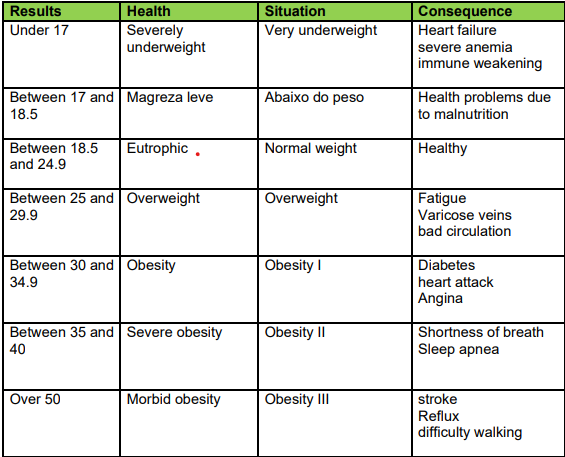 Results Health Situation Consequence
Under 17 Severely Very underweight Heart failure
underweight severe anemia
immune weakening
Between 17 and Magreza leve Abaixo do peso Health problems due
18.5 to malnutrition
Between 18.5 Eutrophic Normal weight Healthy
and 24.9
Between 25 and Overweight Overweight Fatigue
29.9 Varicose veins
bad circulation
Between 30 and Obesity Obesity I Diabetes
34.9 heart attack
Angina
Between 35 and Severe obesity Obesity II Shortness of breath
40 Sleep apnea
Over 50 Morbid obesity Obesity III stroke
Reflux
difficulty walking